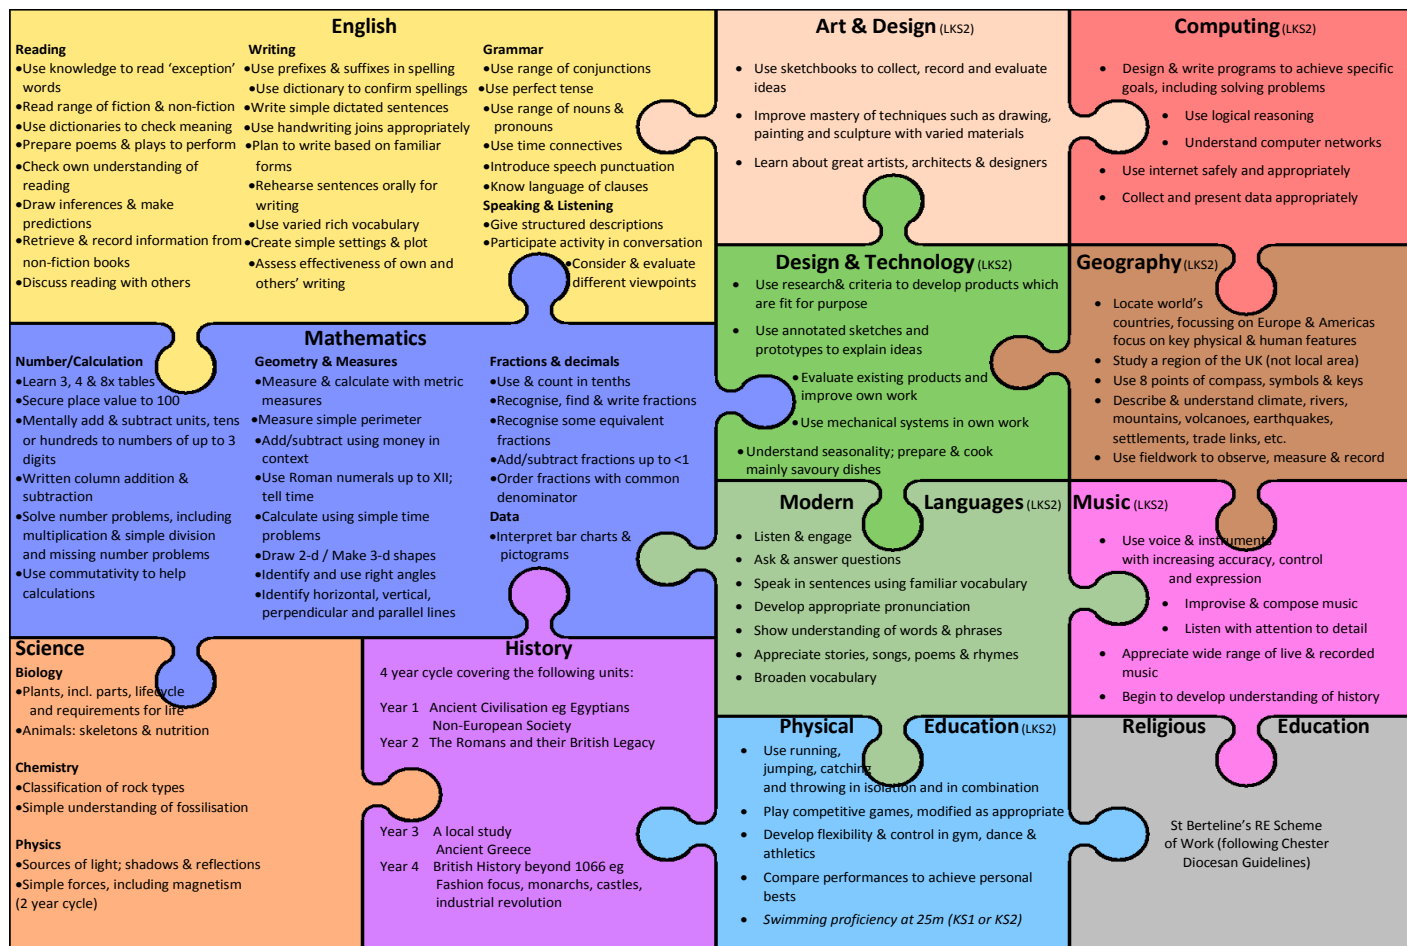 English
Reading
•Use knowledge to read ‘exception’
words
•Read range of fiction & non-fiction
•Use dictionaries to check meaning
•Prepare poems & plays to perform
•Check own understanding of
reading
•Draw inferences & make
predictions
•Retrieve & record information from
non-fiction books
•Discuss reading with others
Writing
•Use prefixes & suffixes in spelling
•Use dictionary to confirm spellings
•Write simple dictated sentences
•Use handwriting joins appropriately
•Plan to write based on familiar
forms
•Rehearse sentences orally for
writing
•Use varied rich vocabulary
•Create simple settings & plot
•Assess effectiveness of own and
others’ writing
Grammar
•Use range of conjunctions
•Use perfect tense
•Use range of nouns &
pronouns
•Use time connectives
•Introduce speech punctuation
•Know language of clauses
Speaking & Listening
•Give structured descriptions
•Participate activity in conversation
•Consider & evaluate
different viewpoints
Art & Design (LKS2)
• Use sketchbooks to collect, record and evaluate
ideas
• Improve mastery of techniques such as drawing,
painting and sculpture with varied materials
• Learn about great artists, architects & designers
Computing (LKS2)
• Design & write programs to achieve specific
goals, including solving problems
• Use logical reasoning
• Understand computer networks
• Use internet safely and appropriately
• Collect and present data appropriately
Mathematics
Number/Calculation
•Learn 3, 4 & 8x tables
•Secure place value to 100
•Mentally add & subtract units, tens
or hundreds to numbers of up to 3
digits
•Written column addition &
subtraction
•Solve number problems, including
multiplication & simple division
and missing number problems
•Use commutativity to help
calculations
Geometry & Measures
•Measure & calculate with metric
measures
•Measure simple perimeter
•Add/subtract using money in
context
•Use Roman numerals up to XII;
tell time
•Calculate using simple time
problems
•Draw 2-d / Make 3-d shapes
•Identify and use right angles
•Identify horizontal, vertical,
perpendicular and parallel lines
Fractions & decimals
•Use & count in tenths
•Recognise, find & write fractions
•Recognise some equivalent
fractions
•Add/subtract fractions up to <1
•Order fractions with common
denominator
Data
•Interpret bar charts &
pictograms
Design & Technology (LKS2)
• Use research& criteria to develop products which
are fit for purpose
• Use annotated sketches and
prototypes to explain ideas
•Evaluate existing products and
improve own work
•Use mechanical systems in own work
•Understand seasonality; prepare & cook
mainly savoury dishes
Geography (LKS2)
• Locate world’s
countries, focussing on Europe & Americas
focus on key physical & human features
• Study a region of the UK (not local area)
• Use 8 points of compass, symbols & keys
• Describe & understand climate, rivers,
mountains, volcanoes, earthquakes,
settlements, trade links, etc.
• Use fieldwork to observe, measure & record
Modern Languages (LKS2)
• Listen & engage
• Ask & answer questions
• Speak in sentences using familiar vocabulary
• Develop appropriate pronunciation
• Show understanding of words & phrases
• Appreciate stories, songs, poems & rhymes
• Broaden vocabulary
Music (LKS2)
• Use voice & instruments
with increasing accuracy, control
and expression
• Improvise & compose music
• Listen with attention to detail
• Appreciate wide range of live & recorded
music
• Begin to develop understanding of history
Science
Biology
•Plants, incl. parts, lifecycle
and requirements for life
•Animals: skeletons & nutrition
Chemistry
•Classification of rock types
•Simple understanding of fossilisation
Physics
•Sources of light; shadows & reflections
•Simple forces, including magnetism
(2 year cycle)
History
4 year cycle covering the following units:
Year 1 Ancient Civilisation eg Egyptians
Non-European Society
Year 2 The Romans and their British Legacy
Year 3 A local study
Ancient Greece
Year 4 British History beyond 1066 eg
Fashion focus, monarchs, castles,
industrial revolution
Physical Education (LKS2)
• Use running,
jumping, catching
and throwing in isolation and in combination
• Play competitive games, modified as appropriate
• Develop flexibility & control in gym, dance &
athletics
• Compare performances to achieve personal
bests
• Swimming proficiency at 25m (KS1 or KS2)
Religious Education
St Berteline’s RE Scheme
of Work (following Chester
Diocesan Guidelines)